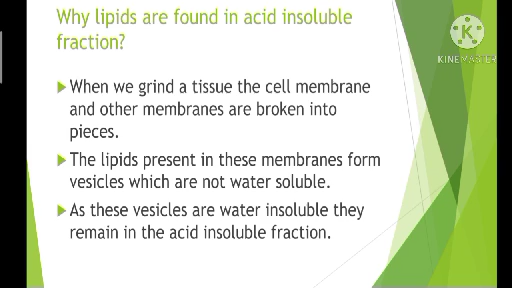 Why lipids are found in acid insoluble
fraction?
When we grind a tissue the cell membrane
and other membranes are broken into
pieces.
The lipids present in these membranes form
vesicles which are not water soluble.
As these vesicles are water insoluble they
remain in the acid insoluble fraction.
KINEMASTER